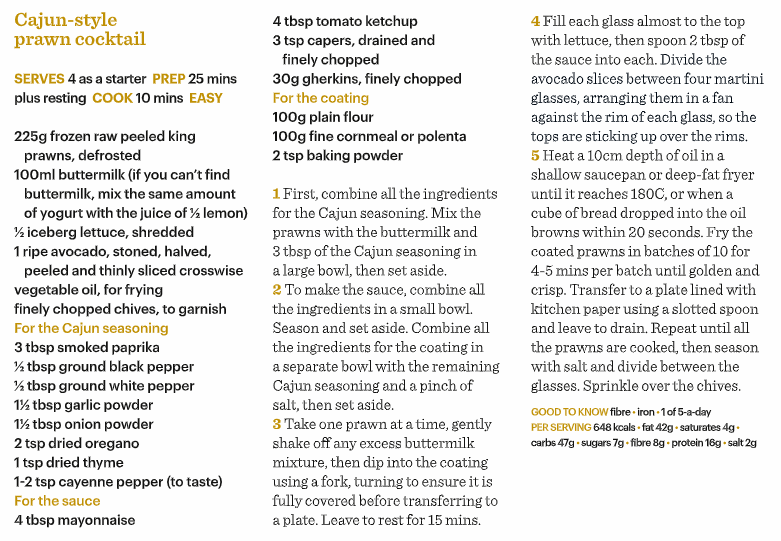 Cajun-style
prawn cocktail
SERVES 4 as a starter PREP 25 mins
plus resting COOK 10 mins EASY
225g frozen raw peeled king
prawns, defrosted
100ml buttermilk (if you can't find
buttermilk, mix the same amount
of yogurt with the juice of ½ lemon)
½ iceberg lettuce, shredded
1 ripe avocado, stoned, halved,
peeled and thinly sliced crosswise
vegetable oil, for frying
finely chopped chives, to garnish
For the Cajun seasoning
3 tbsp smoked paprika
½ tbsp ground black pepper
½ tbsp ground white pepper
1½ tbsp garlic powder
1½ tbsp onion powder
2 tsp dried oregano
1 tsp dried thyme
1-2 tsp cayenne pepper (to taste)
For the sauce
4 tbsp mayonnaise
4 tbsp tomato ketchup
3 tsp capers, drained and
finely chopped
30g gherkins, finely chopped
For the coating
100g plain flour
100g fine cornmeal or polenta
2 tsp baking powder
1 First, combine all the ingredients
for the Cajun seasoning. Mix the
prawns with the buttermilk and
3 tbsp of the Cajun seasoning in
a large bowl, then set aside.
2 To make the sauce, combine all
the ingredients in a small bowl.
Season and set aside. Combine all
the ingredients for the coating in
a separate bowl with the remaining
Cajun seasoning and a pinch of
salt, then set aside.
3 Take one prawn at a time, gently
shake off any excess buttermilk
mixture, then dip into the coating
using a fork, turning to ensure it is
fully covered before transferring to
a plate. Leave to rest for 15 mins.
4 Fill each glass almost to the top
with lettuce, then spoon 2 tbsp of
the sauce into each. Divide the
avocado slices between four martini
glasses, arranging them in a fan
against the rim of each glass, so the
tops are sticking up over the rims.
5 Heat a 10cm depth of oil in a
shallow saucepan or deep-fat fryer
until it reaches 180C, or when a
cube of bread dropped into the oil
browns within 20 seconds. Fry the
coated prawns in batches of 10 for
4-5 mins per batch until golden and
crisp. Transfer to a plate lined with
kitchen paper using a slotted spoon
and leave to drain. Repeat until all
the prawns are cooked, then season
with salt and divide between the
glasses. Sprinkle over the chives.
GOOD TO KNOW fibre • iron • 1 of 5-a-day
PER SERVING 648 kcals • fat 42g • saturates 4g •
carbs 47g • sugars 7g • fibre 8g • protein 16g • salt 2g